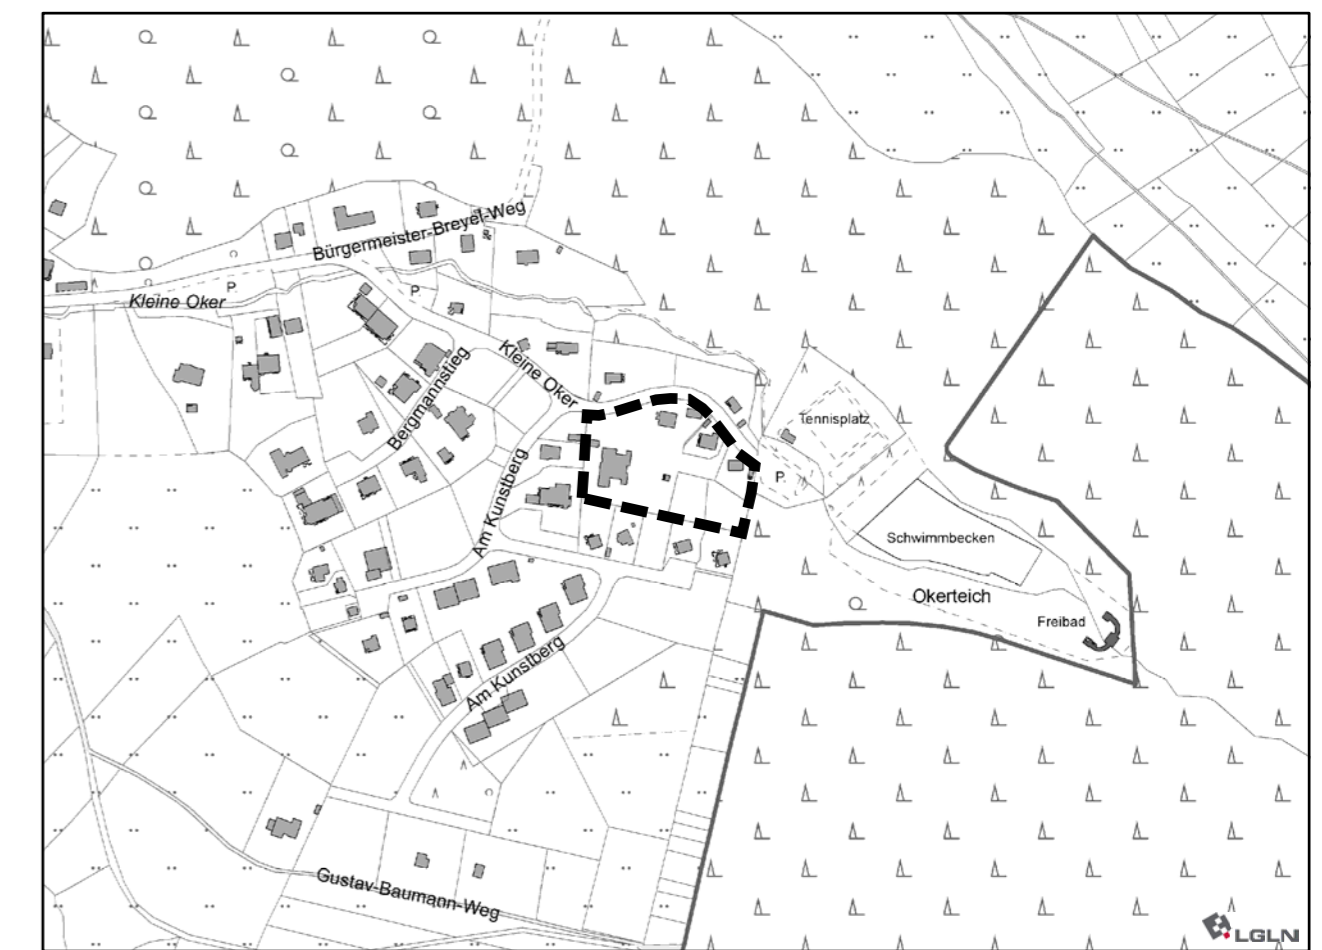 Bürgermeister-Breyel-Weg
P
Kleine Oker
P
Kleine Oker
Bergmannstieg
Tennisplatz
P
Am Kunstberg
Schwimmbecken
Okerteich
Freibad
Am Kunstberg
Gustav-Baumann-Weg
LGLN